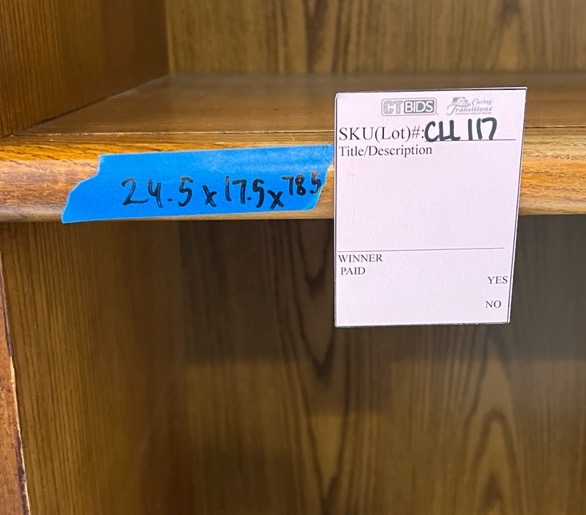 CTBIDS Caring Transitions
SKU(Lot)#: CLL 117
Title/Description
24.5 x 17.5 x 78.5
WINNER
PAID
YES
NO